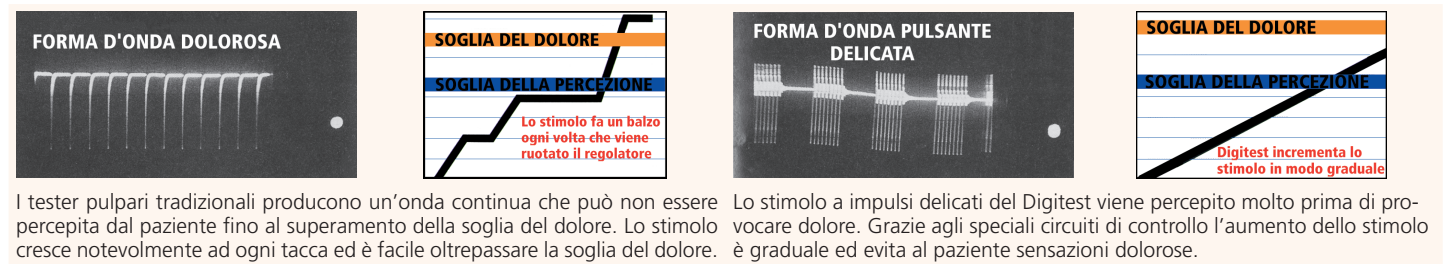 FORMA D'ONDA DOLOROSA
SOGLIA DEL DOLORE
SOGLIA DELLA PERCEZIONE
Lo stimolo fa un balzo
ogni volta che viene
ruotato il regolatore
I tester pulpari tradizionali producono un'onda continua che può non essere
percepita dal paziente fino al superamento della soglia del dolore. Lo stimolo
cresce notevolmente ad ogni tacca ed è facile oltrepassare la soglia del dolore.
FORMA D'ONDA PULSANTE
DELICATA
SOGLIA DEL DOLORE
SOGLIA DELLA PERCEZIONE
Digitest incrementa lo
stimolo in modo graduale
Lo stimolo a impulsi delicati del Digitest viene percepito molto prima di pro-
vocare dolore. Grazie agli speciali circuiti di controllo l'aumento dello stimolo
è graduale ed evita al paziente sensazioni dolorose.